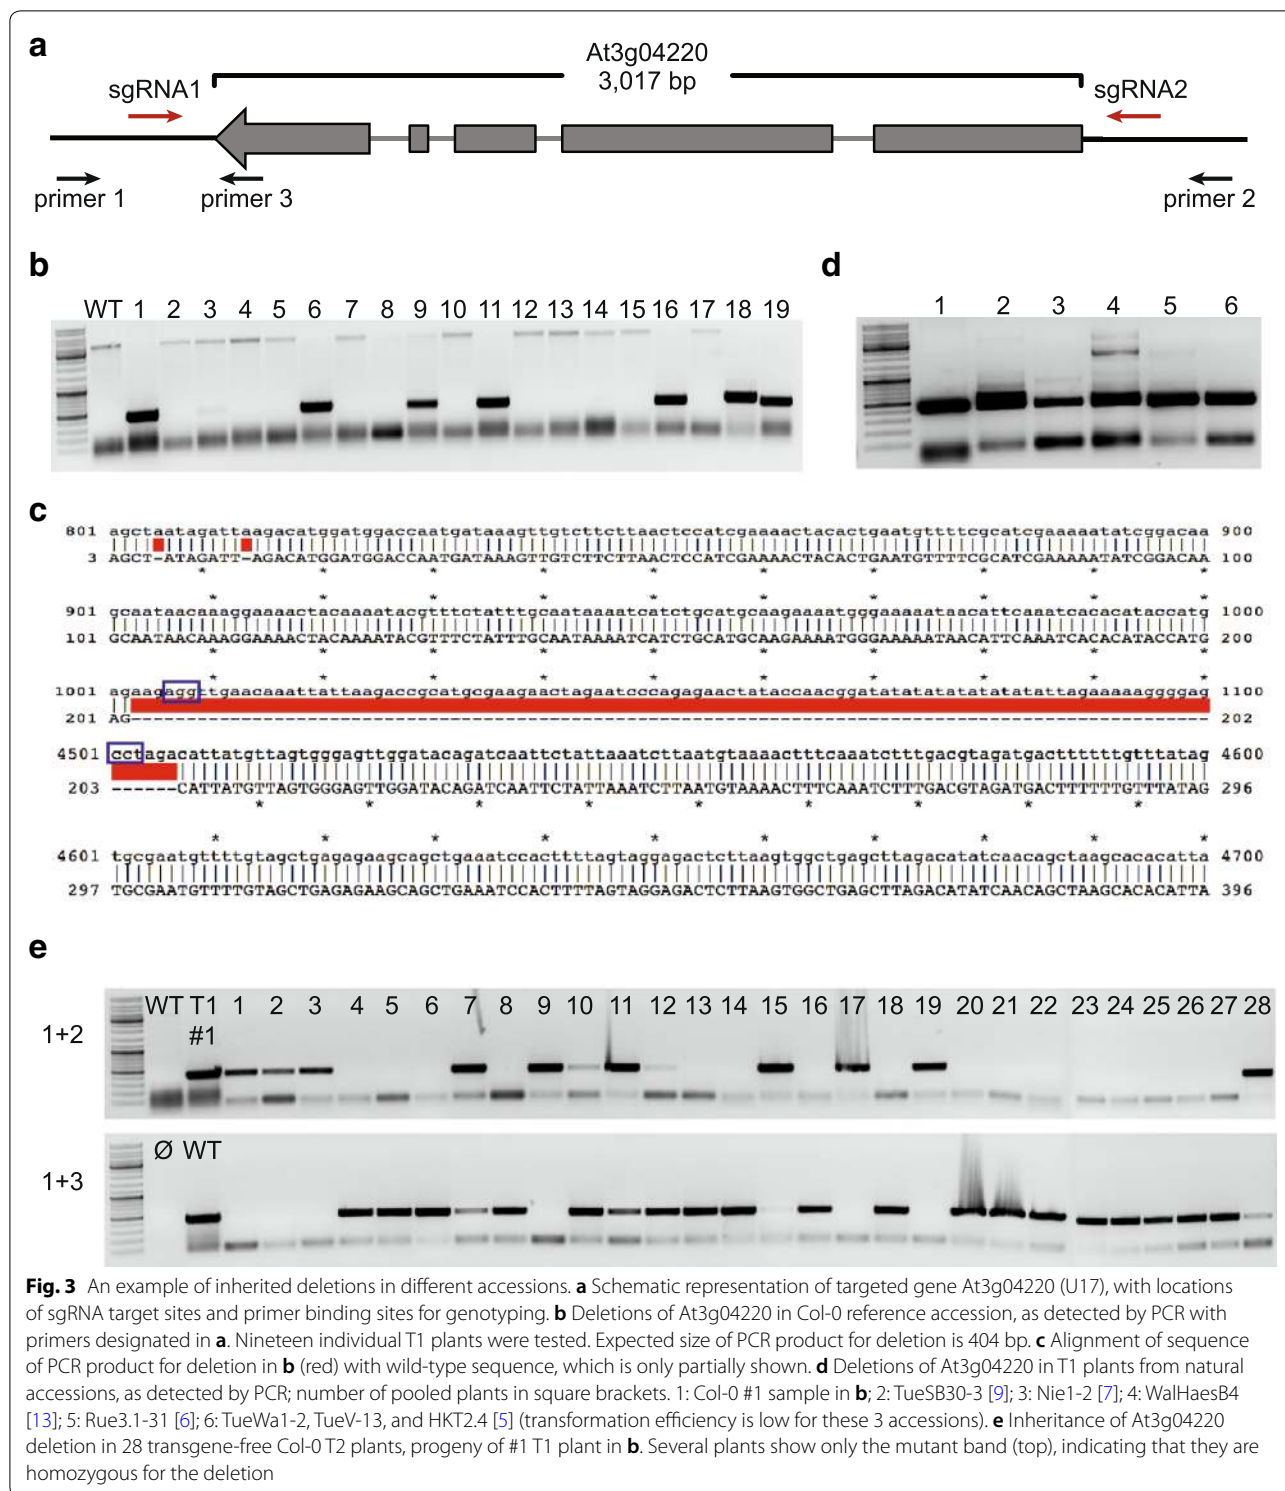 a
At3g04220
3,017 bp
sgRNA1
sgRNA2
primer 1
primer 3
primer 2
b
d
WT 1 2 3 4 5 6 7 8 9 10 11 12 13 14 15 16 17 18 19
1 2 3 4 5 6
c
801 agctaatagattaagacatggatggaccaatgataaagttgtcttcttaactccatcgaaaactacactgaatgttttcgcatcgaaaaatatcggacaa 900
3 AGCT-ATAGATT-AGACATGGATGGACCAATGATAAAGTTGTCTTCTTAACTCCATCGAAAACTACACTGAATGTTTTCGCATCGAAAAATATCGGACAA 100
* * * * * * * * * *
* * * * * * * * * *
901 gcaataacaaaggaaaactacaaaatacgtttctatttgcaataaaatcatctgcatgcaagaaaatgggaaaaataacattcaaatcacacataccatg 1000
101 GCAATAACAAAGGAAAACTACAAAATACGTTTCTATTTGCAATAAAATCATCTGCATGCAAGAAAATGGGAAAAATAACATTCAAATCACACATACCATG 200
* * * * * * * * * *
* * * * * * * * * *
1001 agaagaggttgaacaaattattaagaccgcatgcgaagaactagaatcccagagaactataccaacggatatatatatatatatattagaaaaaggggag 1100
201 AG-------------------------------------------------------------------------------------------------- 202
4501 cctagacattatgttagtgggagttggatacagatcaattctattaaatcttaatgtaaaactttcaaatctttgacgtagatgacttttttgtttatag 4600
203 ------CATTATGTTAGTGGGAGTTGGATACAGATCAATTCTATTAAATCTTAATGTAAAACTTTCAAATCTTTGACGTAGATGACTTTTTTGTTTATAG 296
* * * * * * * * *
* * * * * * * * * *
4601 tgcgaatgttttgtagctgagagaagcagctgaaatccacttttagtaggagactcttaagtggctgagcttagacatatcaacagctaagcacacatta 4700
297 TGCGAATGTTTTGTAGCTGAGAGAAGCAGCTGAAATCCACTTTTAGTAGGAGACTCTTAAGTGGCTGAGCTTAGACATATCAACAGCTAAGCACACATTA 396
e
WT T1 1 2 3 4 5 6 7 8 9 10 11 12 13 14 15 16 17 18 19 20 21 22 23 24 25 26 27 28
1+2 #1
Ø WT
1+3
Fig. 3 An example of inherited deletions in different accessions. a Schematic representation of targeted gene At3g04220 (U17), with locations
of sgRNA target sites and primer binding sites for genotyping. b Deletions of At3g04220 in Col-0 reference accession, as detected by PCR with
primers designated in a. Nineteen individual T1 plants were tested. Expected size of PCR product for deletion is 404 bp. c Alignment of sequence
of PCR product for deletion in b (red) with wild-type sequence, which is only partially shown. d Deletions of At3g04220 in T1 plants from natural
accessions, as detected by PCR; number of pooled plants in square brackets. 1: Col-0 #1 sample in b; 2: TueSB30-3 [9]; 3: Nie1-2 [7]; 4: WalHaesB4
[13]; 5: Rue3.1-31 [6]; 6: TueWa1-2, TueV-13, and HKT2.4 [5] (transformation efficiency is low for these 3 accessions). e Inheritance of At3g04220
deletion in 28 transgene-free Col-0 T2 plants, progeny of #1 T1 plant in b. Several plants show only the mutant band (top), indicating that they are
homozygous for the deletion